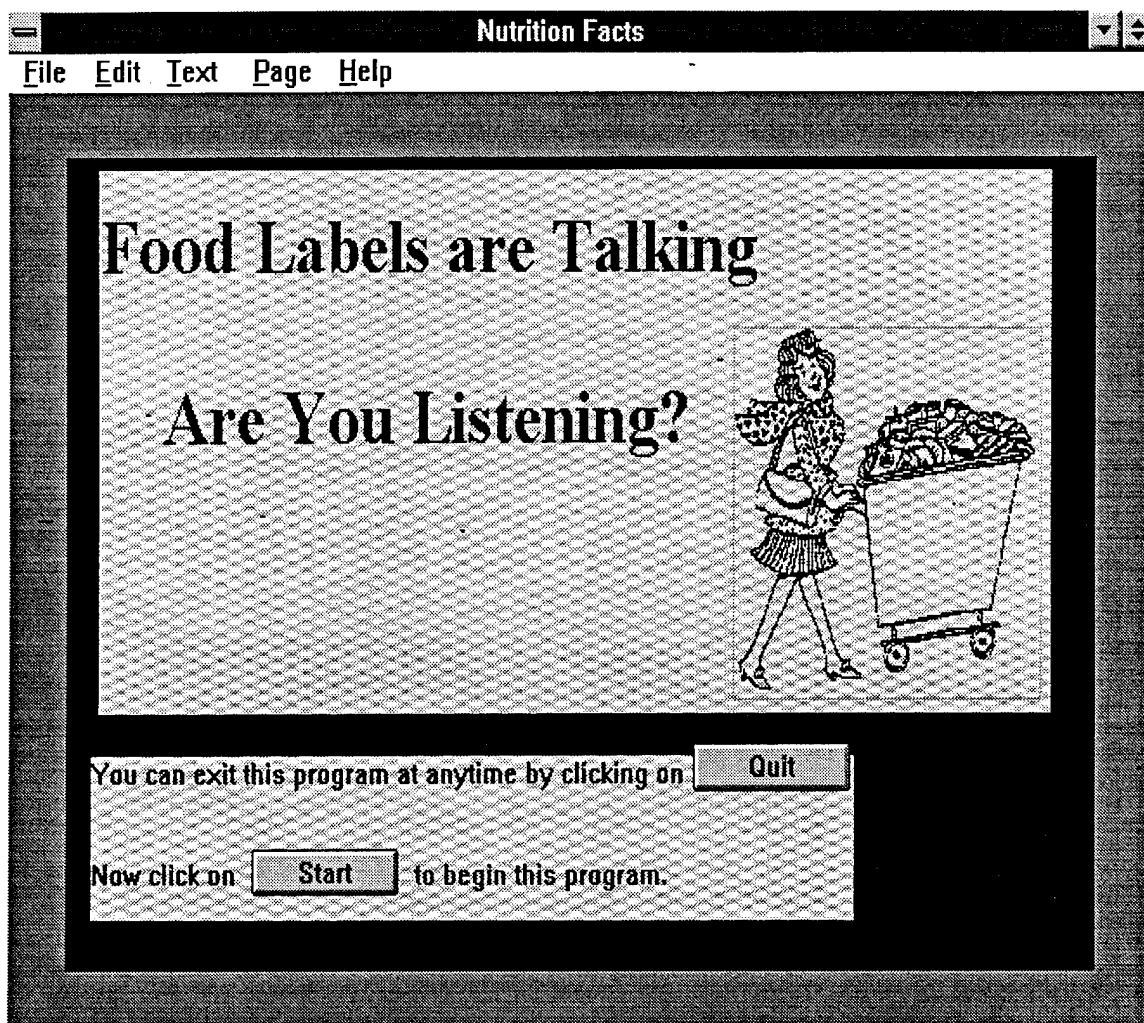 Nutrition Facts
File Edit Text Page Help
Food Labels are Talking
Are You Listening?
You can exit this program at anytime by clicking on Quit
Now click on Start to begin this program.